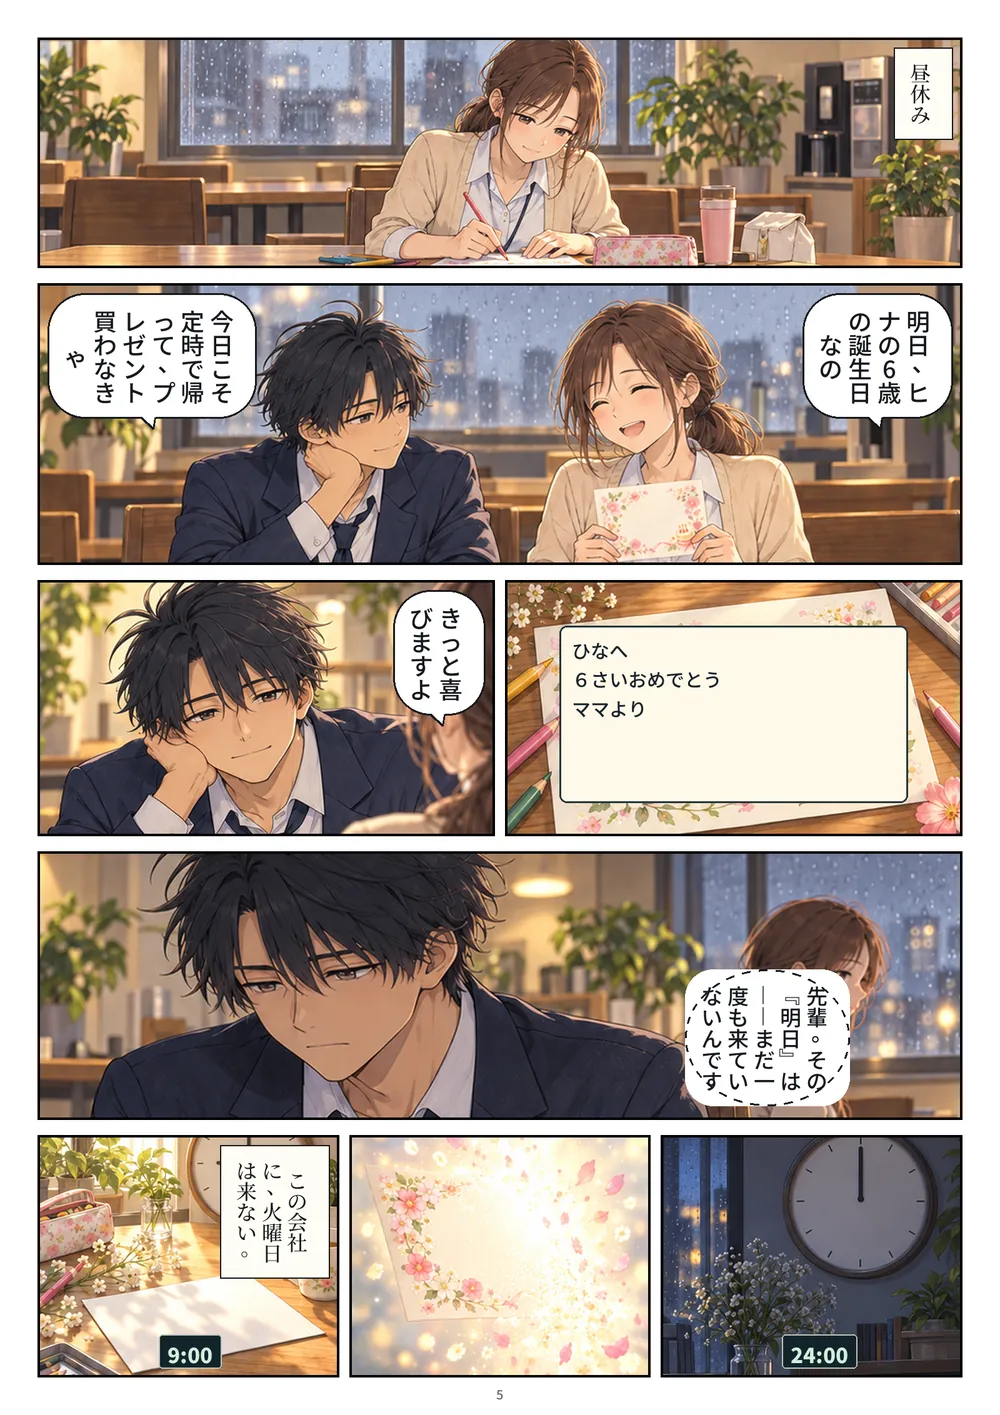 昼休み
明日、ヒ
ナの6歳
の誕生日
なの
今日こそ
定時で帰
って、プ
レゼント
買わなき
ゃ
きっと喜
びますよ
ひなへ
6さいおめでとう
ママより
先輩。その
『明日』は
――まだ一
度も来てい
ないんです
この会社
に、火曜日
は来ない。
9:00
24:00
5